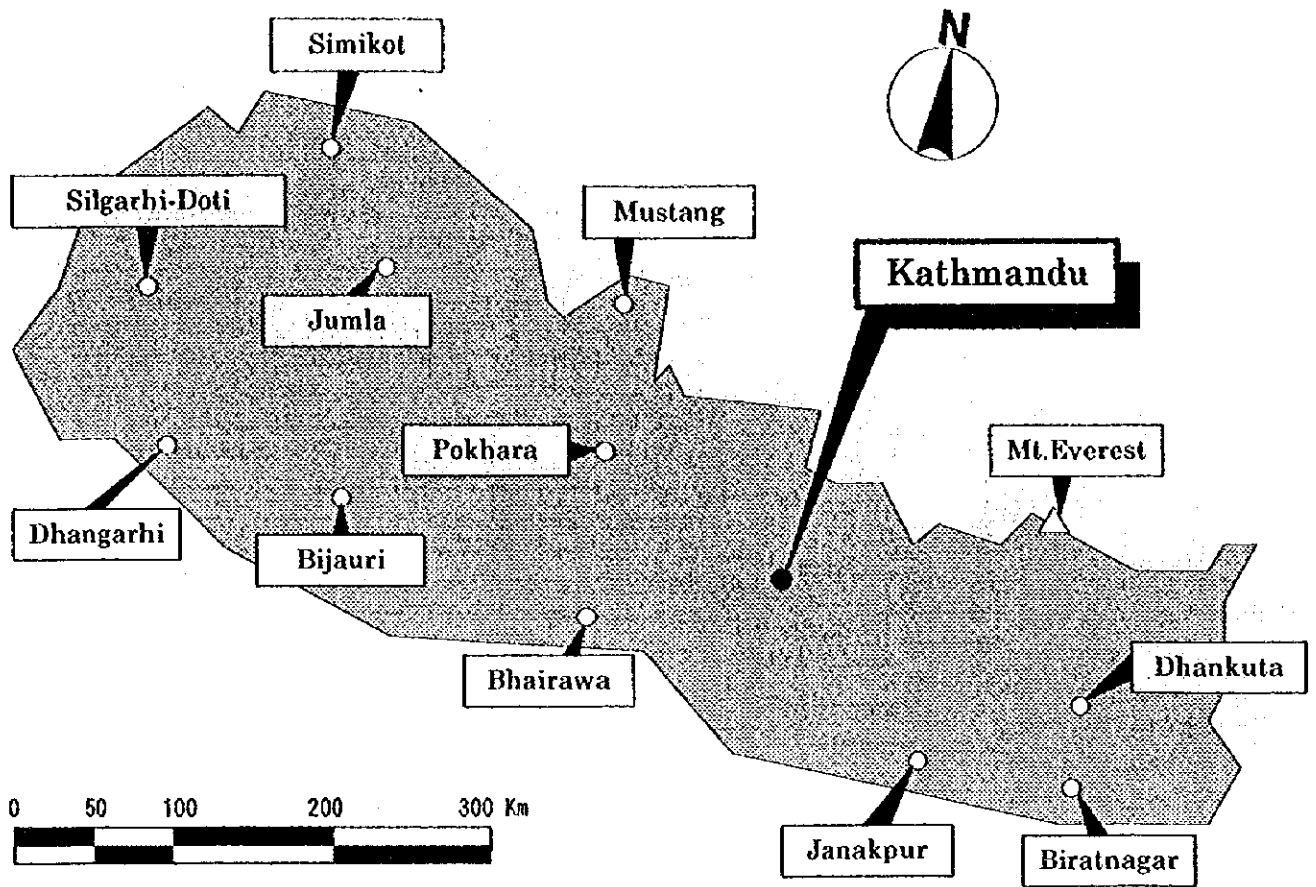 N
Simikot
Silgarhi-Doti
Mustang
Kathmandu
Jumla
Pokhara
Mt.Everest
Dhangarhi
Bijauri
Bhairawa
Dhankuta
0 50 100 200 300 Km
Janakpur
Biratnagar